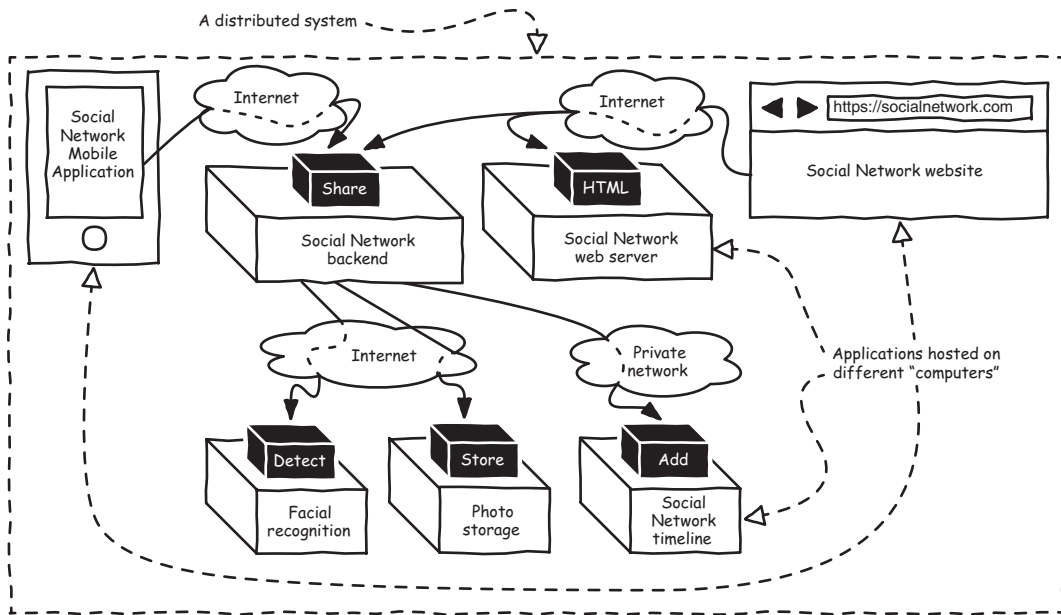 A distributed system
Social
Network
Mobile
Application
Internet
Internet
https://socialnetwork.com
Social Network website
Share
HTML
Social Network
backend
Social Network
web server
Internet
Private
network
Applications hosted on
different “computers”
Detect
Store
Add
Facial
recognition
Photo
storage
Social
Network
timeline